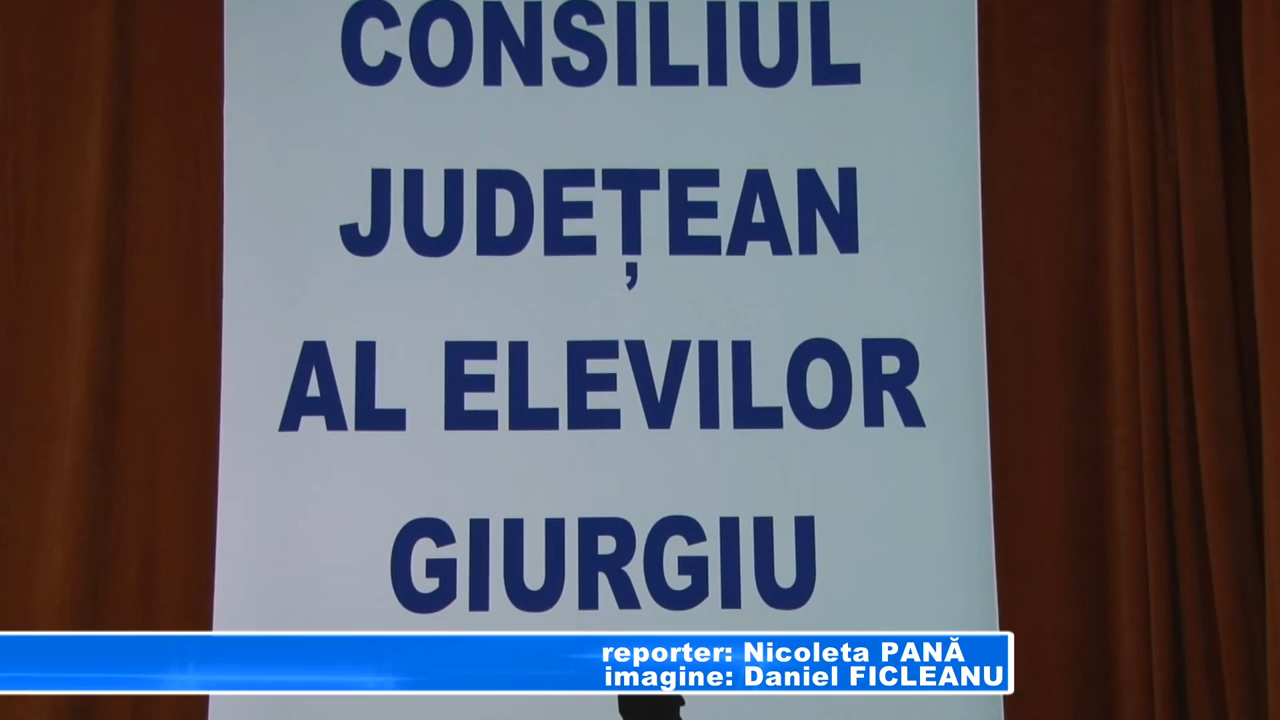 CONSILIUL
JUDEȚEAN
AL ELEVILOR
GIURGIU
reporter: Nicoleta PANĂ
imagine: Daniel FICLEANU